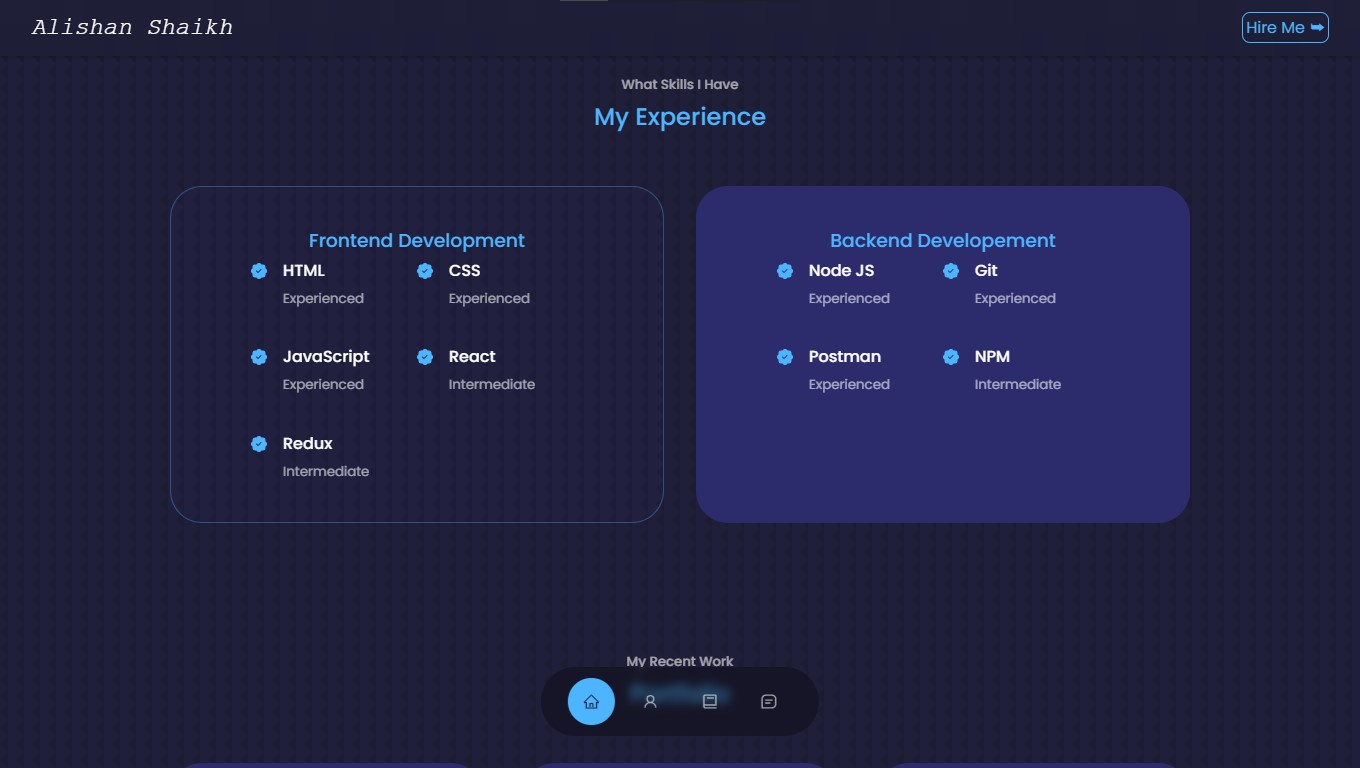 Alishan Shaikh
Hire Me ➥
What Skills I Have
My Experience
Frontend Development
HTML CSS
Experienced Experienced
JavaScript React
Experienced Intermediate
Redux
Intermediate
Backend Developement
Node JS Git
Experienced Experienced
Postman NPM
Experienced Intermediate
My Recent Work